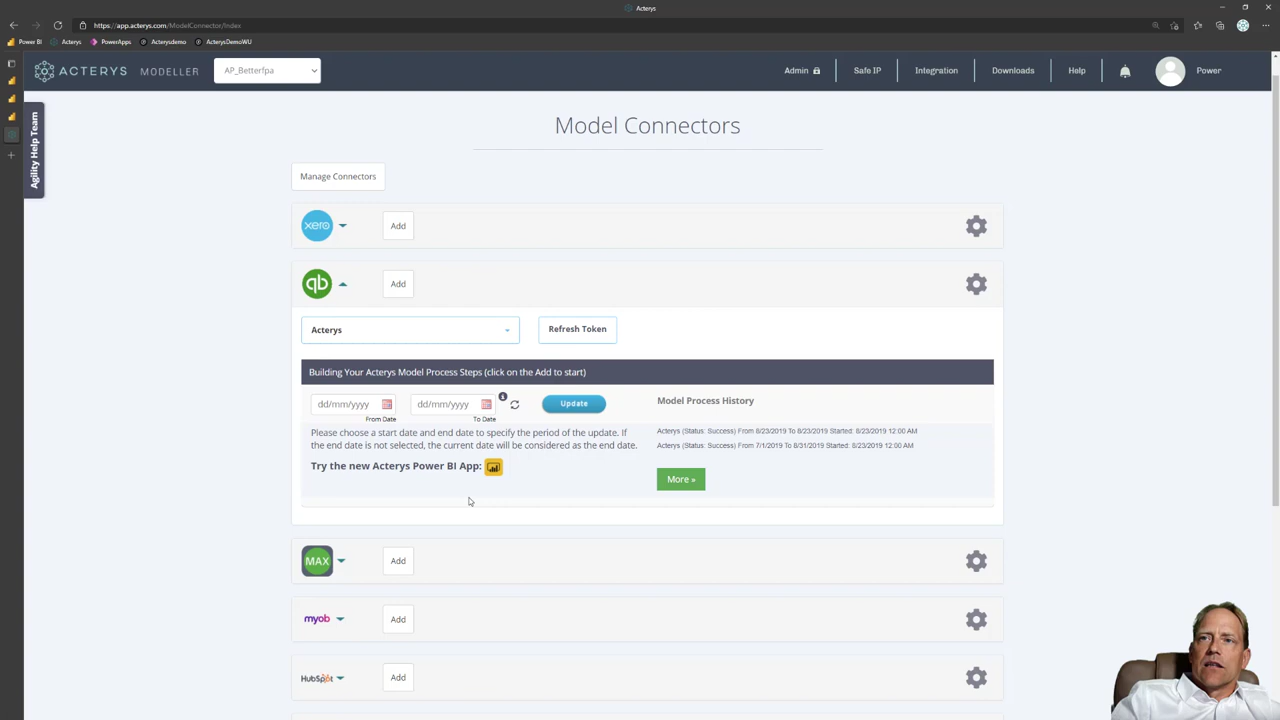 Acterys
https://app.acterys.com/ModelConnector/Index
Power BI Acterys PowerApps Acterysdemo ActerysDemoWU
ACTERYS MODELLER AP_Betterfpa Admin Safe IP Integration Downloads Help Power
Agility Help Team
Model Connectors
Manage Connectors
xero Add
qb Add
Acterys Refresh Token
Building Your Acterys Model Process Steps (click on the Add to start)
dd/mm/yyyy dd/mm/yyyy Update
From Date To Date
Please choose a start date and end date to specify the period of the update. If
the end date is not selected, the current date will be considered as the end date.
Try the new Acterys Power BI App:
Model Process History
Acterys (Status: Success) From 8/23/2019 To 8/23/2019 Started: 8/23/2019 12:00 AM
Acterys (Status: Success) From 7/1/2019 To 8/31/2019 Started: 8/23/2019 12:00 AM
More »
MAX Add
myob Add
HubSpot Add